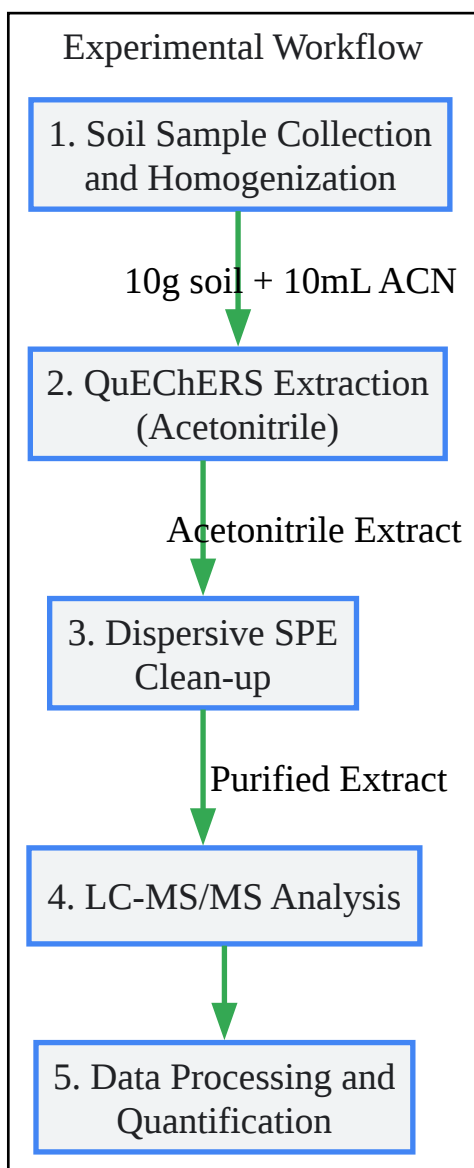 Experimental Workflow
1. Soil Sample Collection
and Homogenization
10g soil + 10mL ACN
2. QuEChERS Extraction
(Acetonitrile)
Acetonitrile Extract
3. Dispersive SPE
Clean-up
Purified Extract
4. LC-MS/MS Analysis
5. Data Processing and
Quantification